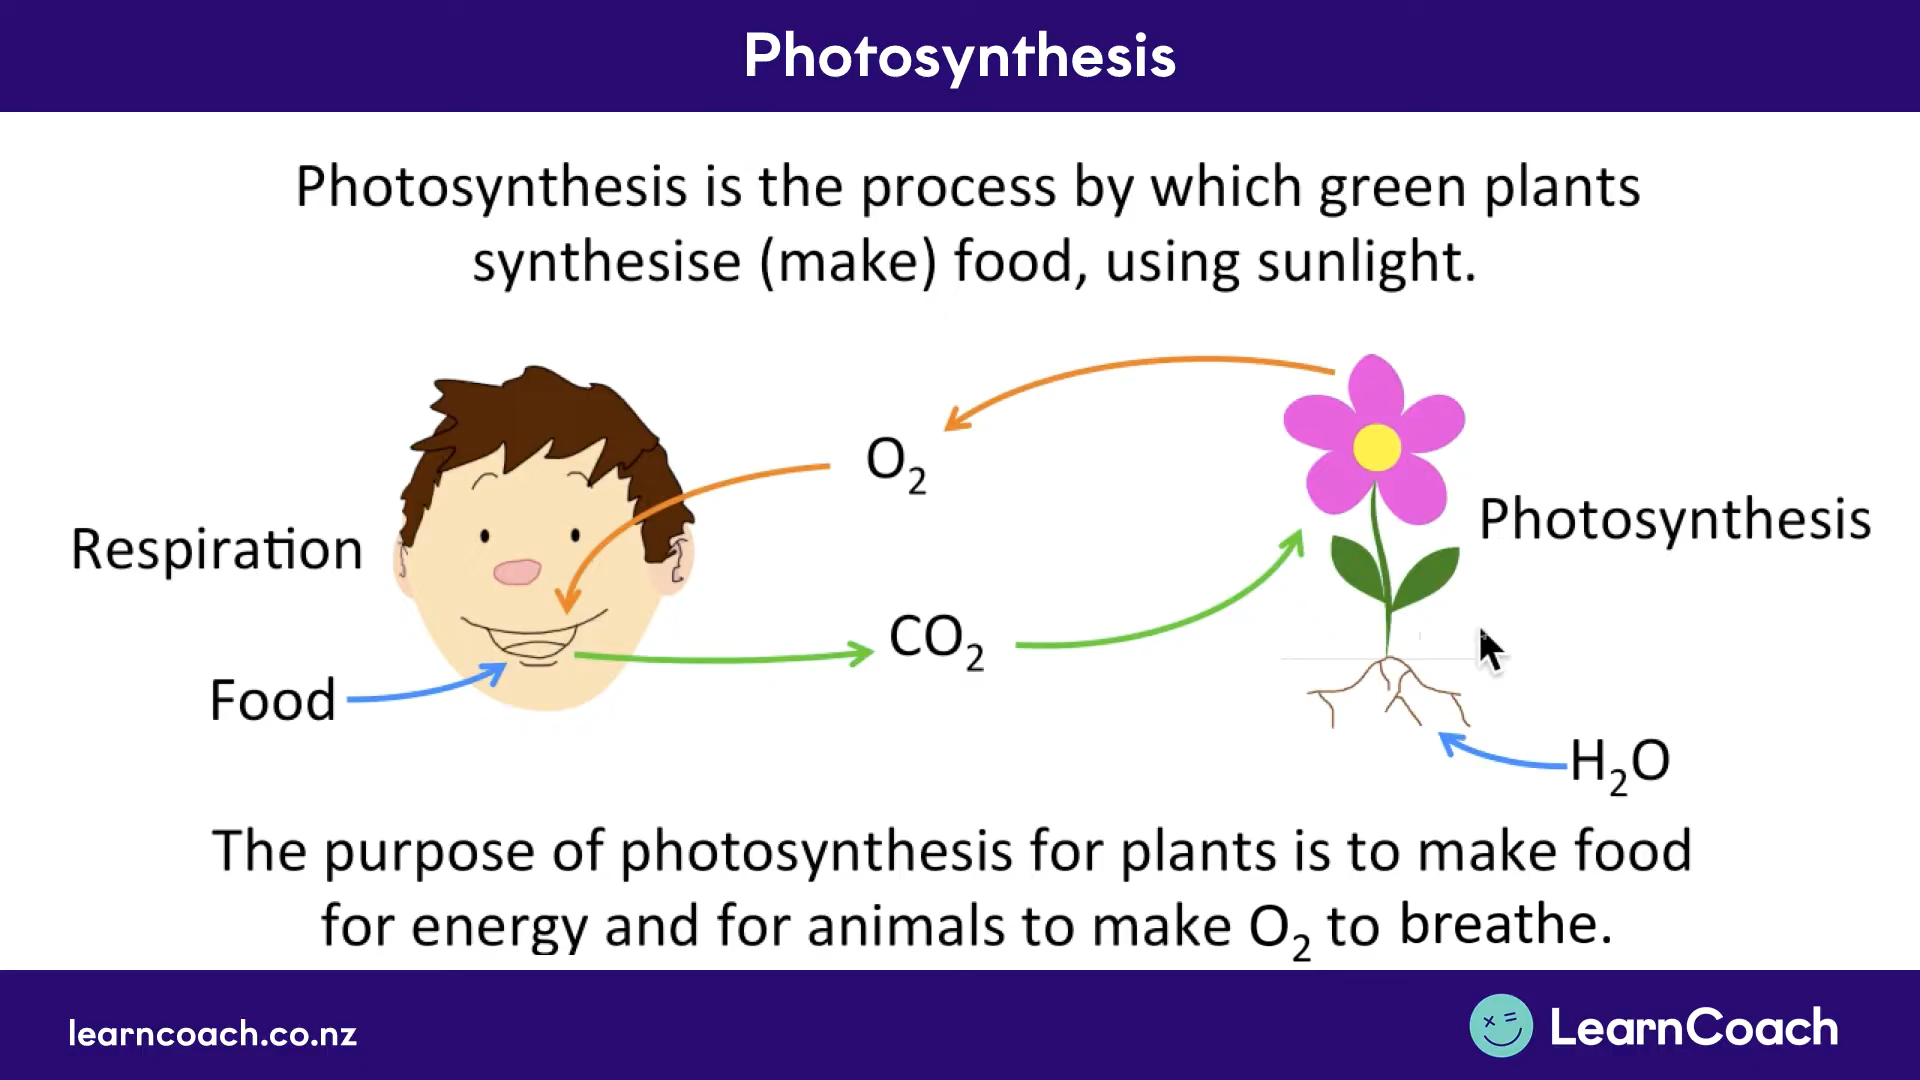 Photosynthesis
Photosynthesis is the process by which green plants
synthesise (make) food, using sunlight.
O₂
Photosynthesis
Respiration
CO₂
Food
H₂O
The purpose of photosynthesis for plants is to make food
for energy and for animals to make O₂ to breathe.
learncoach.co.nz
LearnCoach